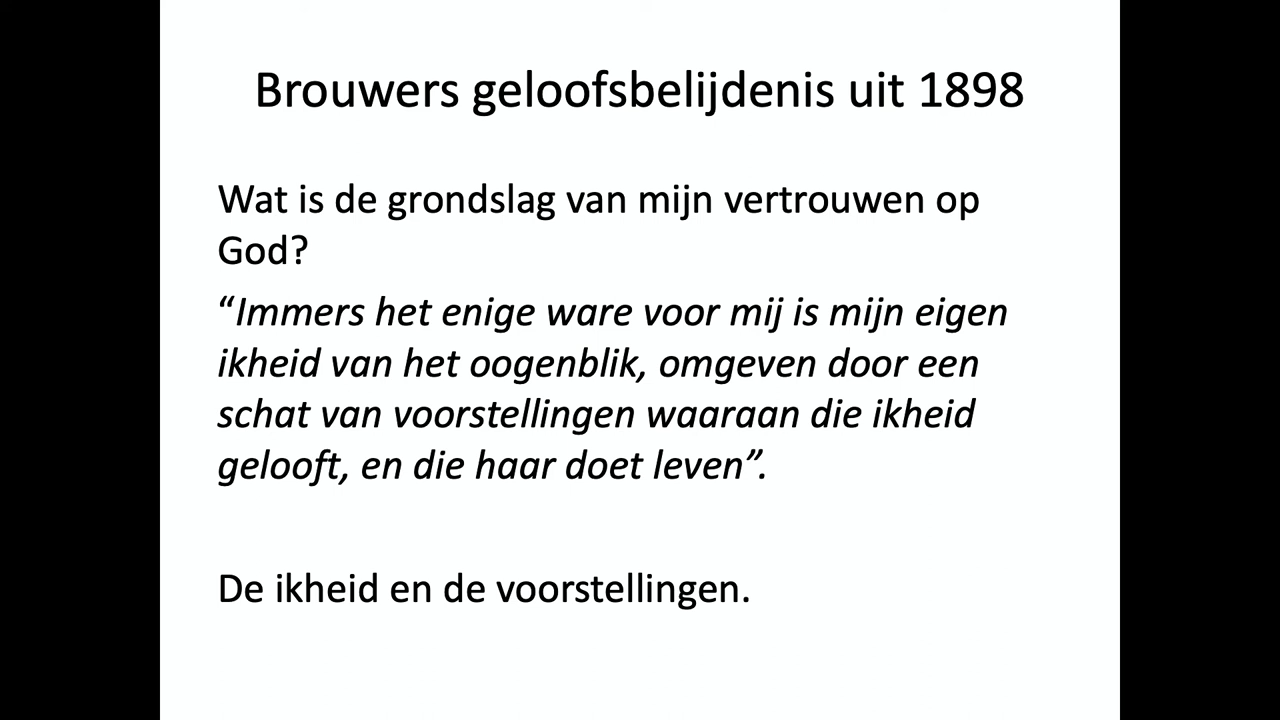 Brouwers geloofsbelijdenis uit 1898
Wat is de grondslag van mijn vertrouwen op
God?
“Immers het enige ware voor mij is mijn eigen
ikheid van het oogenblik, omgeven door een
schat van voorstellingen waaraan die ikheid
gelooft, en die haar doet leven”.
De ikheid en de voorstellingen.